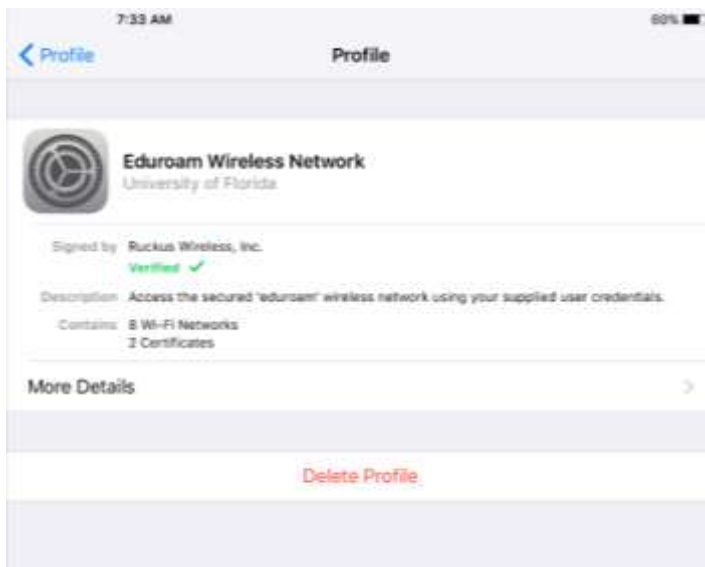 7:33 AM 60%
Profile Profile
Eduroam Wireless Network
University of Florida
Signed by Ruckus Wireless, Inc.
Verified ✓
Description Access the secured 'eduroam' wireless network using your supplied user credentials.
Contains 8 Wi-Fi Networks
2 Certificates
More Details
Delete Profile